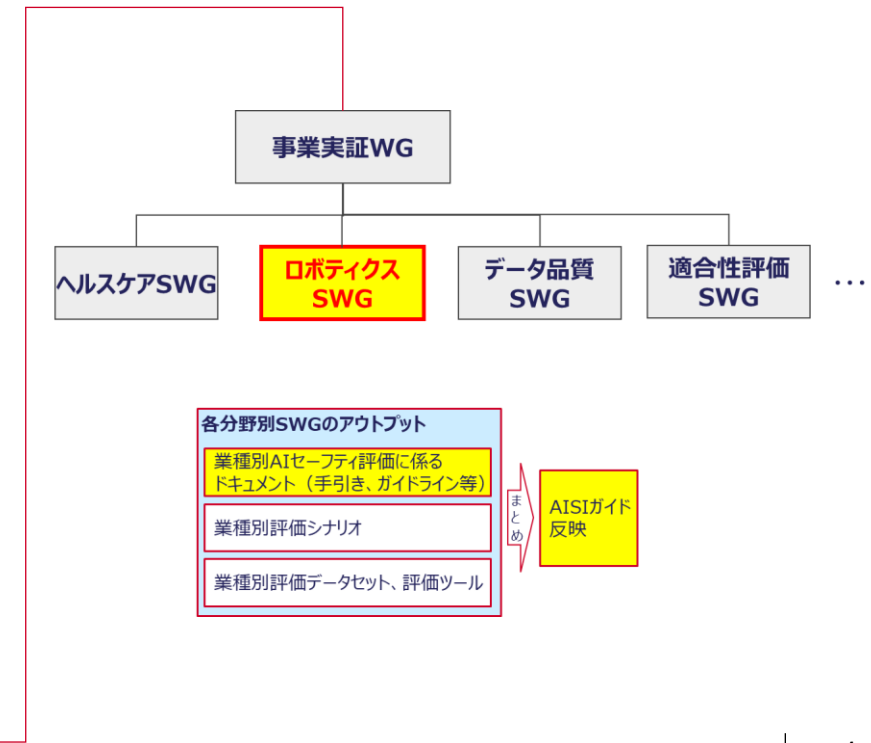 事業実証WG
ヘルスケアSWG
ロボティクス
SWG
データ品質
SWG
適合性評価
SWG
…
各分野別SWGのアウトプット
業種別AIセーフティ評価に係る
ドキュメント（手引き、ガイドライン等）
業種別評価シナリオ
業種別評価データセット、評価ツール
まとめ
AISIガイド
反映